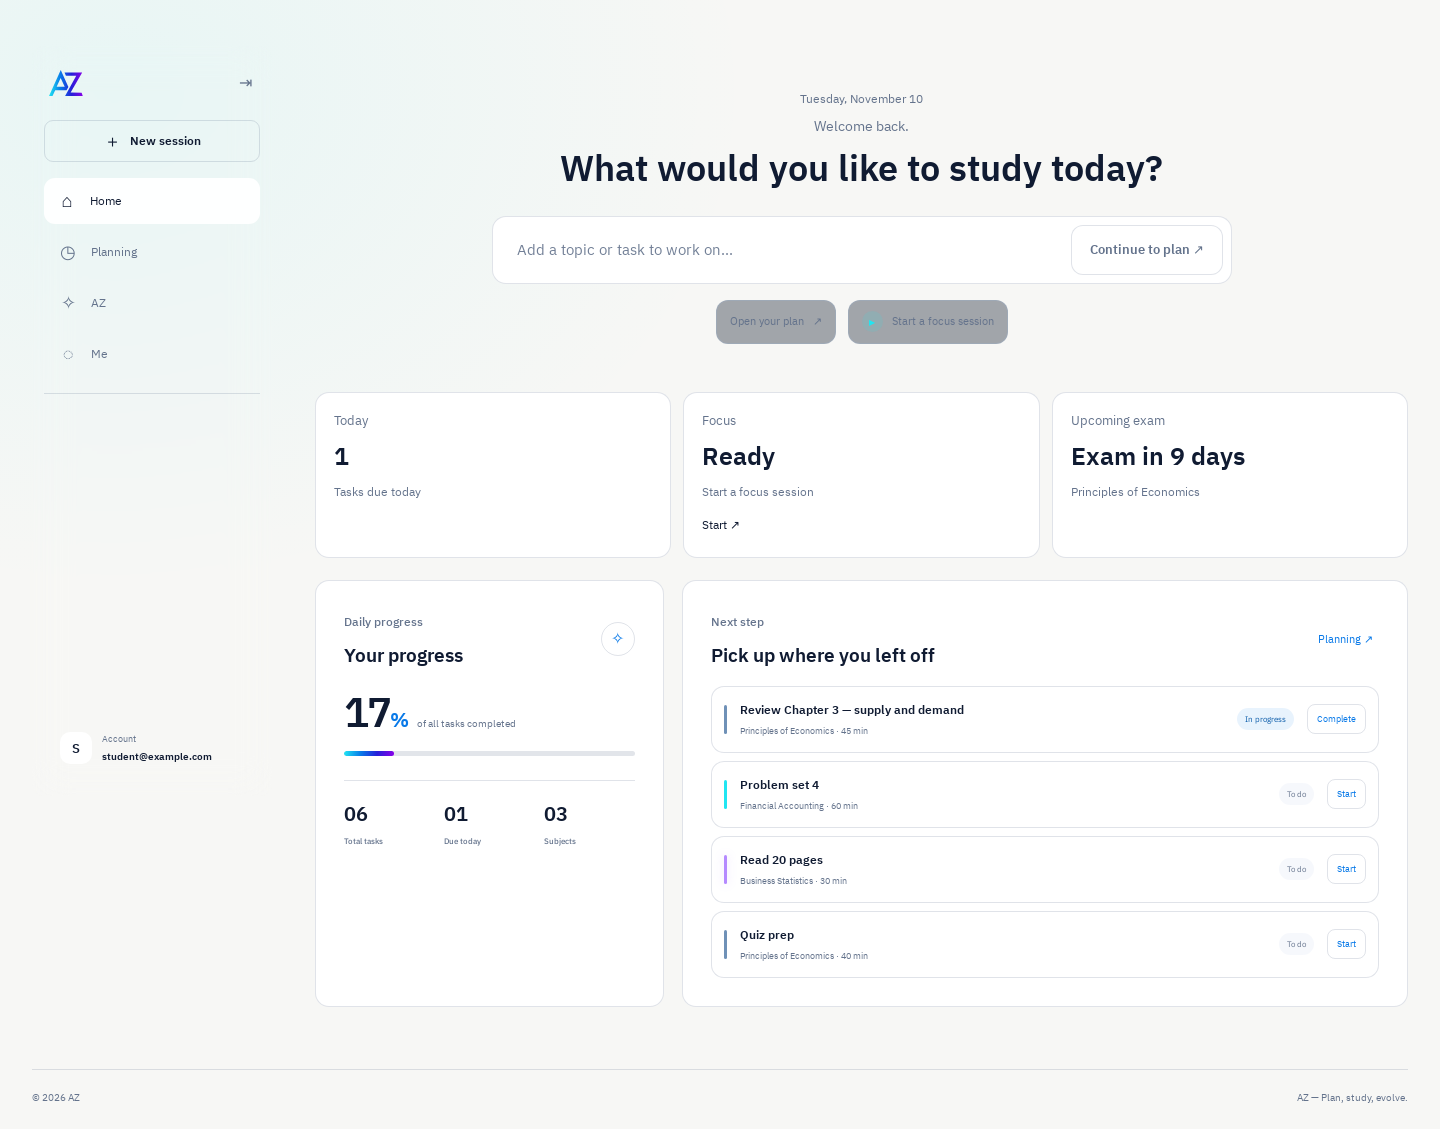 AZ
New session
Home
Planning
AZ
Me
Account
S
student@example.com
Tuesday, November 10
Welcome back.
What would you like to study today?
Add a topic or task to work on...
Continue to plan ↗
Open your plan ↗
Start a focus session
Today
1
Tasks due today
Focus
Ready
Start a focus session
Start ↗
Upcoming exam
Exam in 9 days
Principles of Economics
Daily progress
Your progress
17% of all tasks completed
06
Total tasks
01
Due today
03
Subjects
Next step
Pick up where you left off
Planning ↗
Review Chapter 3 — supply and demand
Principles of Economics · 45 min
In progress
Complete
Problem set 4
Financial Accounting · 60 min
To do
Start
Read 20 pages
Business Statistics · 30 min
To do
Start
Quiz prep
Principles of Economics · 40 min
To do
Start
© 2026 AZ
AZ — Plan, study, evolve.